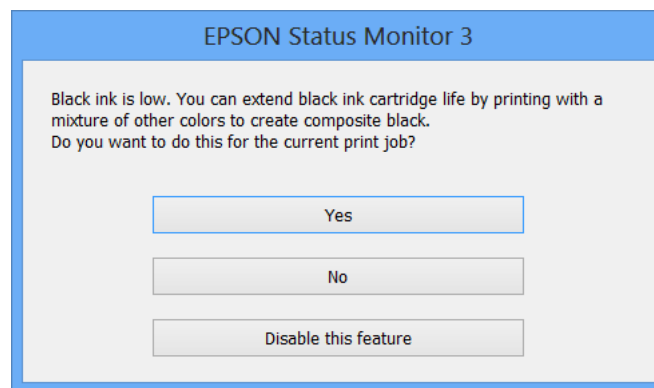 EPSON Status Monitor 3
Black ink is low. You can extend black ink cartridge life by printing with a
mixture of other colors to create composite black.
Do you want to do this for the current print job?
Yes
No
Disable this feature